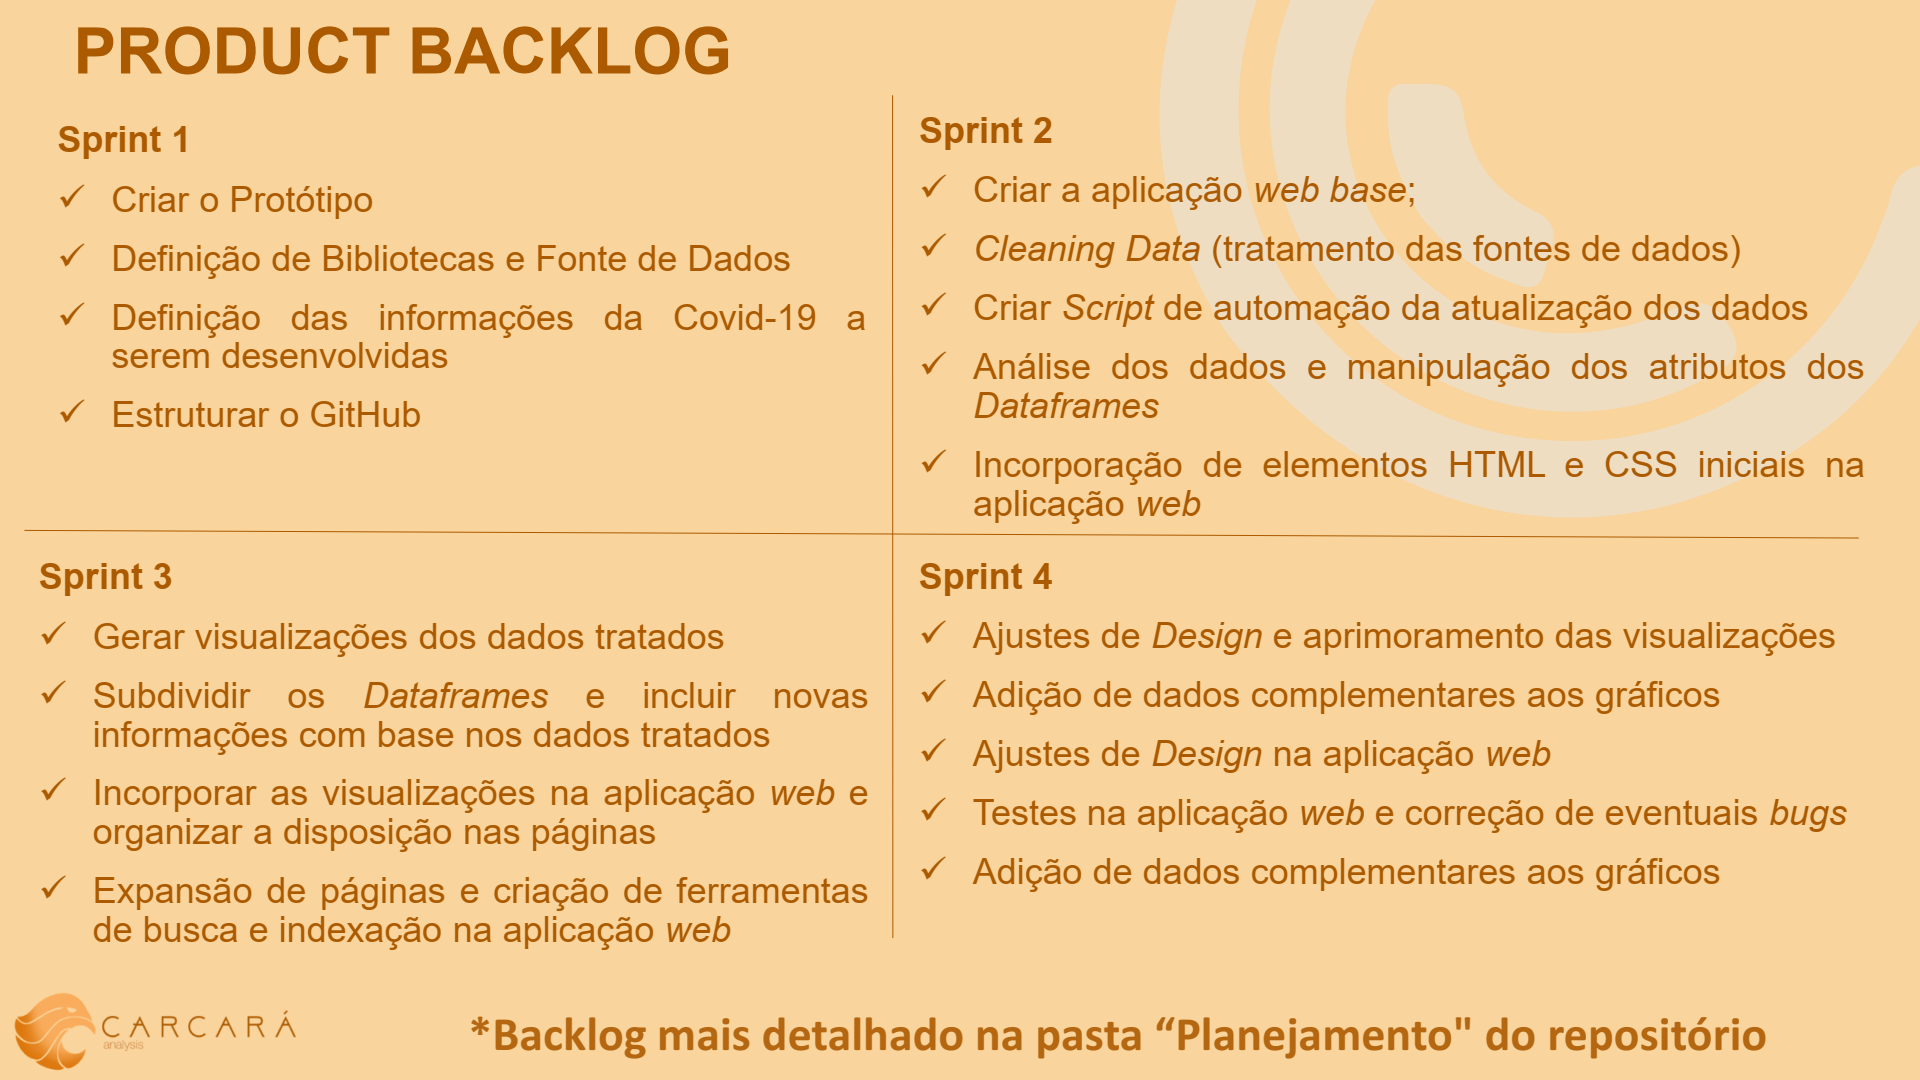 PRODUCT BACKLOG
Sprint 1
✓ Criar o Protótipo
✓ Definição de Bibliotecas e Fonte de Dados
✓ Definição das informações da Covid-19 a
serem desenvolvidas
✓ Estruturar o GitHub
Sprint 2
✓ Criar a aplicação web base;
✓ Cleaning Data (tratamento das fontes de dados)
✓ Criar Script de automação da atualização dos dados
✓ Análise dos dados e manipulação dos atributos dos
Dataframes
✓ Incorporação de elementos HTML e CSS iniciais na
aplicação web
Sprint 3
✓ Gerar visualizações dos dados tratados
✓ Subdividir os Dataframes e incluir novas
informações com base nos dados tratados
✓ Incorporar as visualizações na aplicação web e
organizar a disposição nas páginas
✓ Expansão de páginas e criação de ferramentas
de busca e indexação na aplicação web
Sprint 4
✓ Ajustes de Design e aprimoramento das visualizações
✓ Adição de dados complementares aos gráficos
✓ Ajustes de Design na aplicação web
✓ Testes na aplicação web e correção de eventuais bugs
✓ Adição de dados complementares aos gráficos
CARCARÁ
analysis
*Backlog mais detalhado na pasta “Planejamento" do repositório